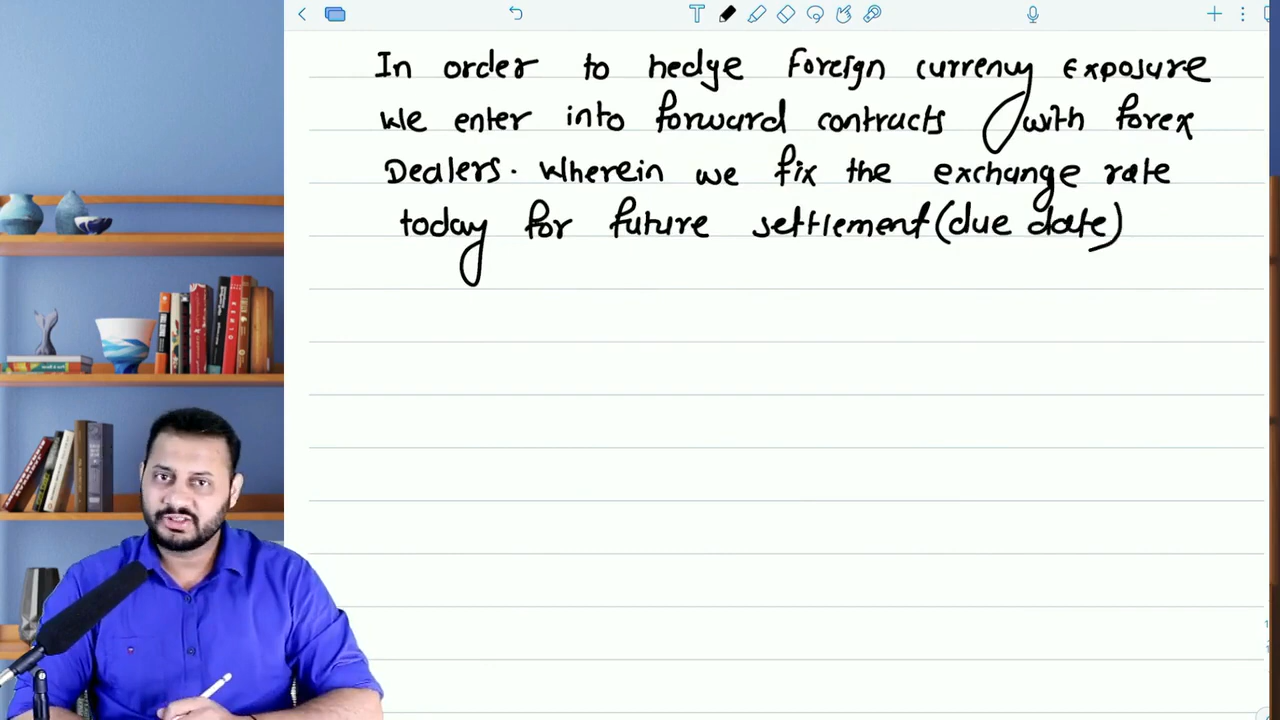 In order to hedge Foreign currency Exposure
We enter into forward contracts with Forex
Dealers. Wherein we fix the exchange rate
today for future settlement (due date)